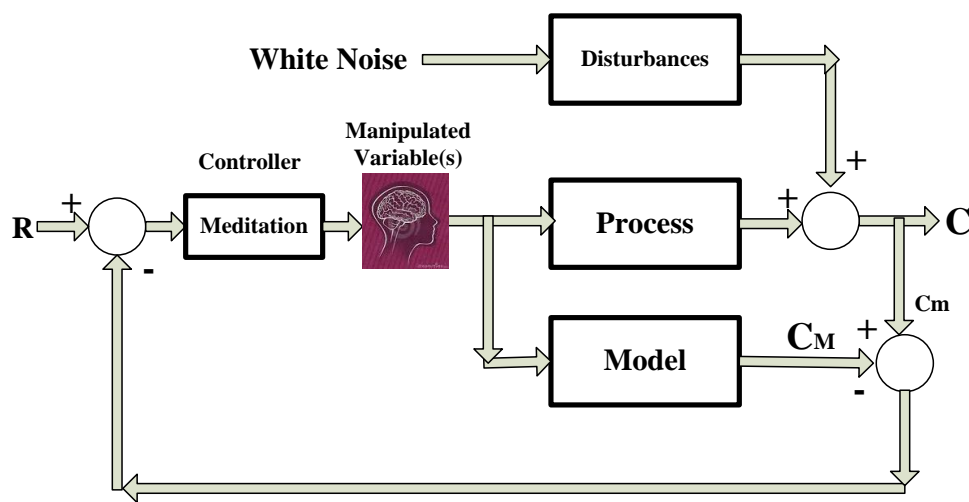 White Noise
Disturbances
Manipulated
Variable(s)
Controller
+
+
+
R
Meditation
Process
C
-
Cm
+
CM
Model
-